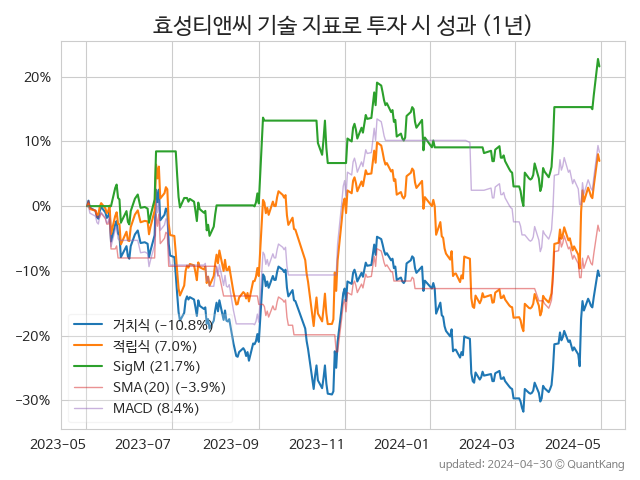 효성티앤씨 기술 지표로 투자 시 성과 (1년)
20%
10%
0%
−10%
−20%
−30%
거치식 (−10.8%)
적립식 (7.0%)
SigM (21.7%)
SMA(20) (−3.9%)
MACD (8.4%)
2023-05 2023-07 2023-09 2023-11 2024-01 2024-03 2024-05
updated: 2024-04-30 © QuantKang